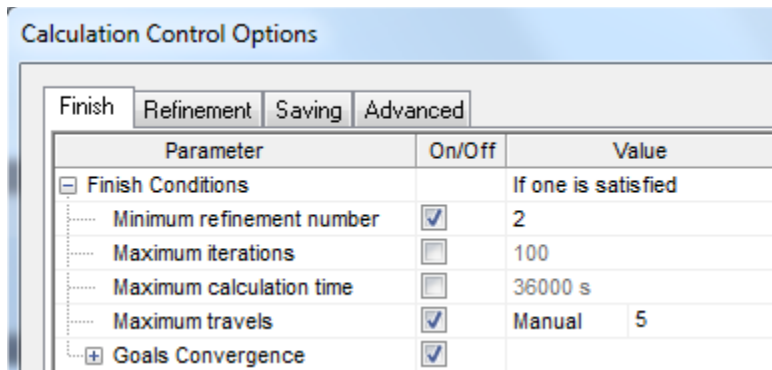 Calculation Control Options
Finish Refinement Saving Advanced
Parameter On/Off Value
Finish Conditions If one is satisfied
Minimum refinement number 2
Maximum iterations 100
Maximum calculation time 36000 s
Maximum travels Manual 5
Goals Convergence